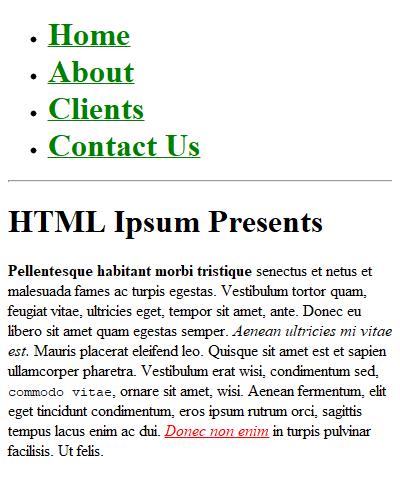 Home
About
Clients
Contact Us
HTML Ipsum Presents
Pellentesque habitant morbi tristique senectus et netus et
malesuada fames ac turpis egestas. Vestibulum tortor quam,
feugiat vitae, ultricies eget, tempor sit amet, ante. Donec eu
libero sit amet quam egestas semper. Aenean ultricies mi vitae
est. Mauris placerat eleifend leo. Quisque sit amet est et sapien
ullamcorper pharetra. Vestibulum erat wisi, condimentum sed,
commodo vitae, ornare sit amet, wisi. Aenean fermentum, elit
eget tincidunt condimentum, eros ipsum rutrum orci, sagittis
tempus lacus enim ac dui. Donec non enim in turpis pulvinar
facilisis. Ut felis.